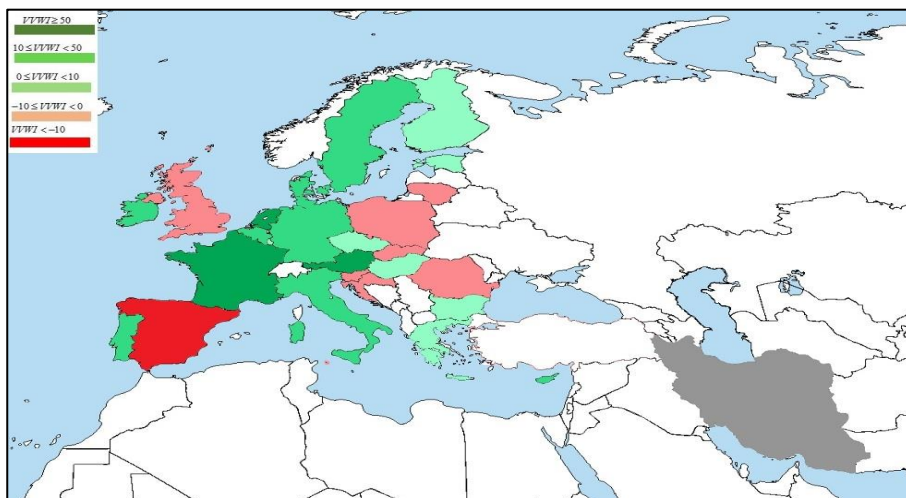 VVWI ≥ 50
10 ≤ VVWI < 50
0 ≤ VVWI < 10
−10 ≤ VVWI < 0
VVWI < −10